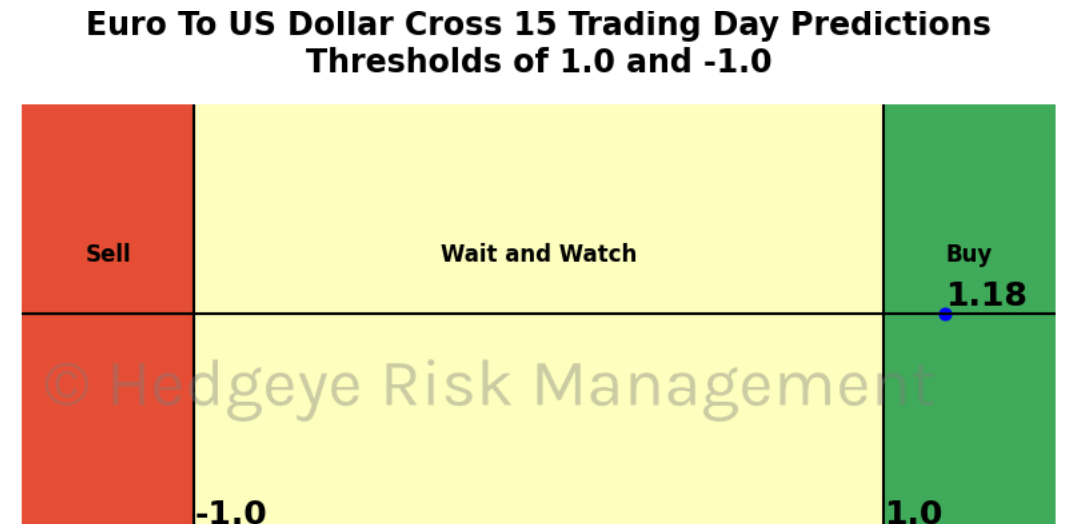 Euro To US Dollar Cross 15 Trading Day Predictions
Thresholds of 1.0 and -1.0
Sell
Wait and Watch
Buy
1.18
© Hedgeye Risk Management
-1.0
1.0